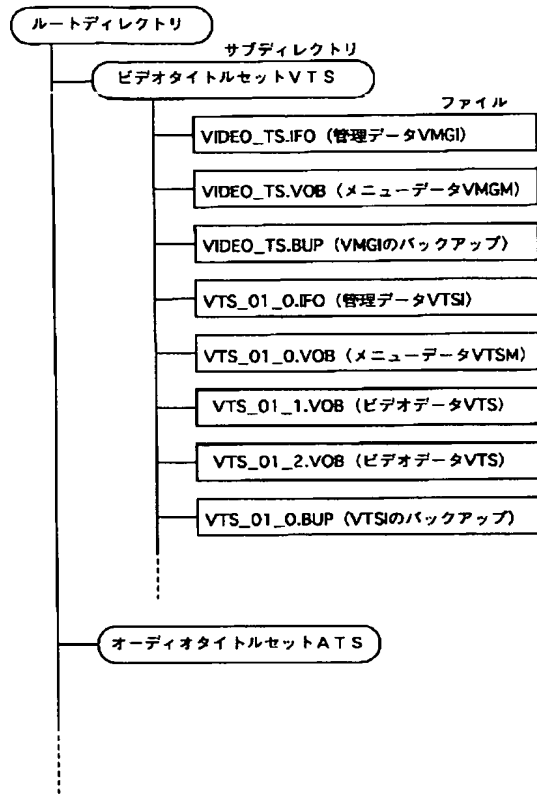 ルートディレクトリ
サブディレクトリ
ビデオタイトルセットVTS
ファイル
VIDEO_TS.IFO (管理データVMGI)
VIDEO_TS.VOB (メニューデータVMGM)
VIDEO_TS.BUP (VMGIのバックアップ)
VTS_01_0.IFO (管理データVTSI)
VTS_01_0.VOB (メニューデータVTSM)
VTS_01_1.VOB (ビデオデータVTS)
VTS_01_2.VOB (ビデオデータVTS)
VTS_01_0.BUP (VTSIのバックアップ)
オーディオタイトルセットATS